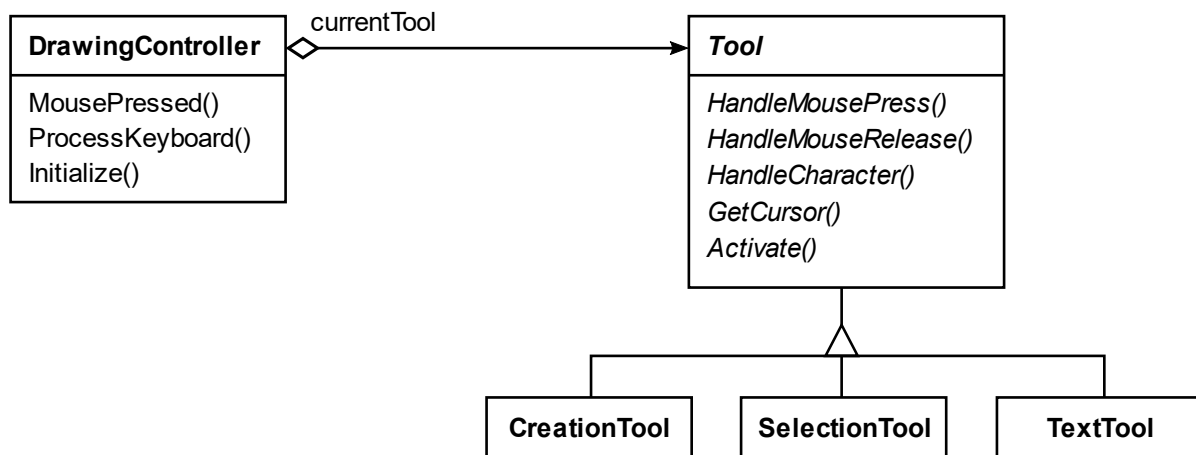 DrawingController
MousePressed()
ProcessKeyboard()
Initialize()
currentTool
Tool
HandleMousePress()
HandleMouseRelease()
HandleCharacter()
GetCursor()
Activate()
CreationTool
SelectionTool
TextTool